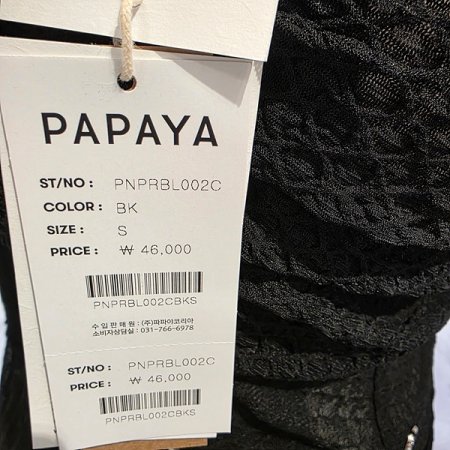 PAPAYA
ST/NO : PNPRBL002C
COLOR : BK
SIZE : S
PRICE : ₩ 46,000
PNPRBL002CBKS
수 입 판 매 원 : (주)파파야코리아
소비자상담실 : 031-766-6978
ST/NO : PNPRBL002C
PRICE : ₩ 46,000
PNPRBL002CBKS